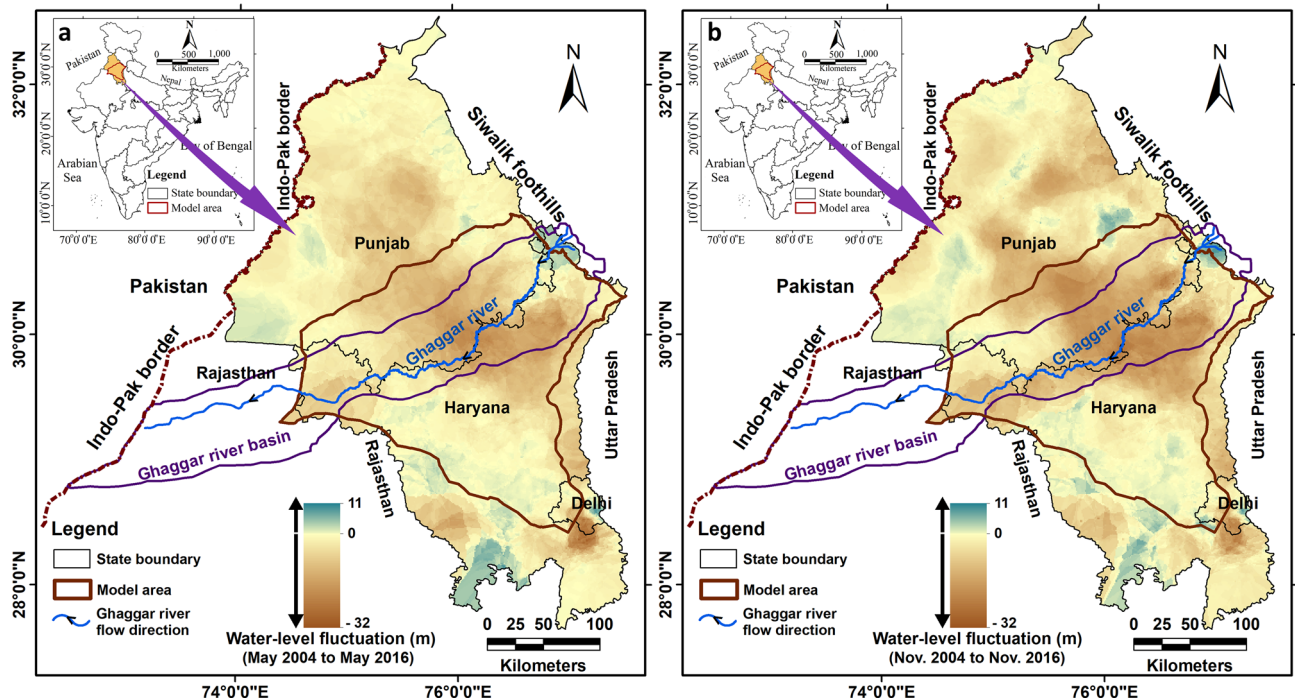 a
N
0 500 1,000
Kilometers
Pakistan
Nepal
Bay of Bengal
Arabian
Sea
Legend
State boundary
Model area
30°0'0"N
20°0'0"N
10°0'0"N
70°0'0"E
80°0'0"E
90°0'0"E
N
32°0'0"N
30°0'0"N
28°0'0"N
Indo-Pak border
Siwalik foothills
Punjab
Pakistan
Ghaggar river
Indo-Pak border
Rajasthan
Haryana
Uttar Pradesh
Ghaggar river basin
Rajasthan
Delhi
Legend
State boundary
Model area
Ghaggar river
flow direction
11
0
- 32
Water-level fluctuation (m)
(May 2004 to May 2016)
0 25 50 100
Kilometers
74°0'0"E
76°0'0"E
b
N
0 500 1,000
Kilometers
Pakistan
Nepal
Bay of Bengal
Arabian
Sea
Legend
State boundary
Model area
30°0'0"N
20°0'0"N
10°0'0"N
70°0'0"E
80°0'0"E
90°0'0"E
N
Indo-Pak border
Siwalik foothills
Punjab
Pakistan
Ghaggar river
Indo-Pak border
Rajasthan
Haryana
Uttar Pradesh
Ghaggar river basin
Rajasthan
Delhi
Legend
State boundary
Model area
Ghaggar river
flow direction
11
0
- 32
Water-level fluctuation (m)
(Nov. 2004 to Nov. 2016)
0 25 50 100
Kilometers
74°0'0"E
76°0'0"E